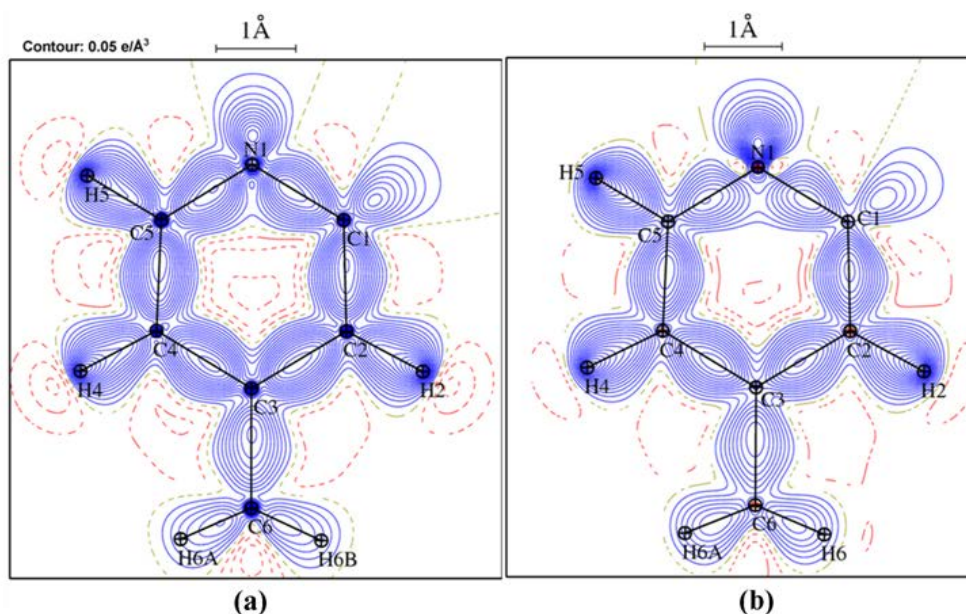 Contour: 0.05 e/Å³
1Å
1Å
N1
H5
C5
C1
C4
C2
H4
C3
H2
C6
H6A
H6B
(a)
N1
H5
C5
C1
C4
C2
H4
C3
H2
C6
H6A
H6
(b)